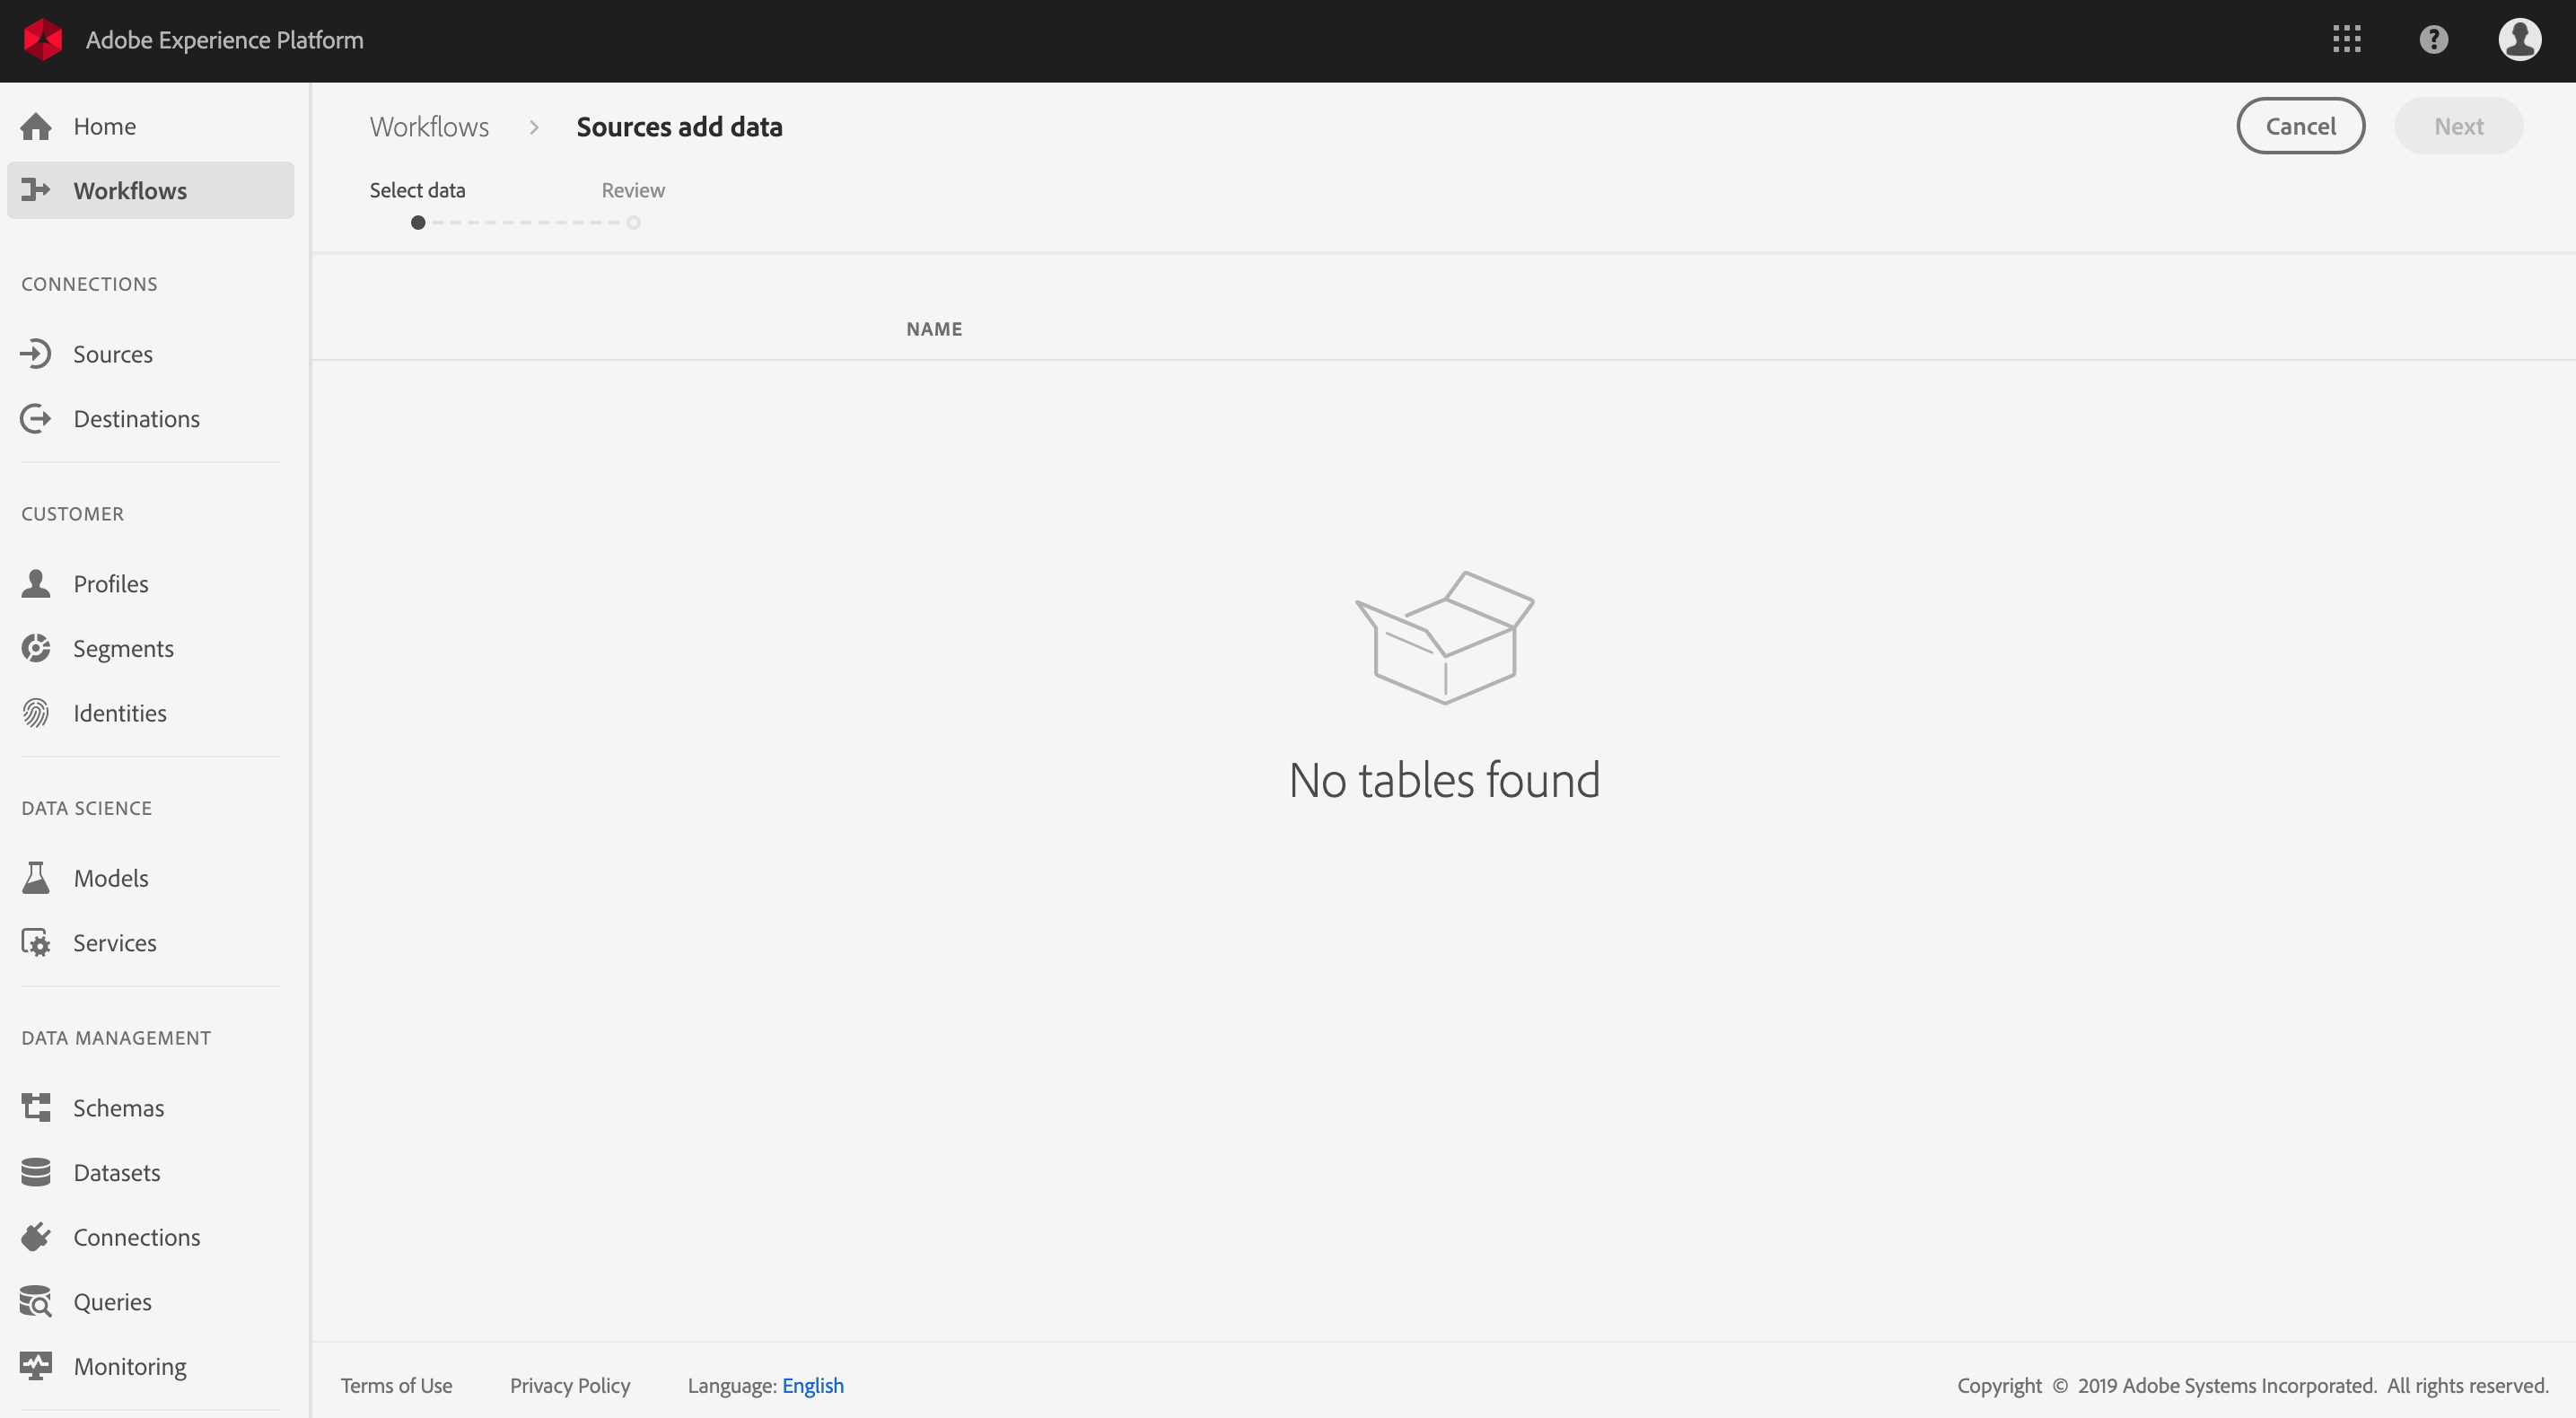 Adobe Experience Platform
?
Home
Workflows
CONNECTIONS
Sources
Destinations
CUSTOMER
Profiles
Segments
Identities
DATA SCIENCE
Models
Services
DATA MANAGEMENT
Schemas
Datasets
Connections
Queries
Monitoring
Workflows > Sources add data
Cancel
Next
Select data
Review
NAME
No tables found
Terms of Use
Privacy Policy
Language: English
Copyright © 2019 Adobe Systems Incorporated. All rights reserved.